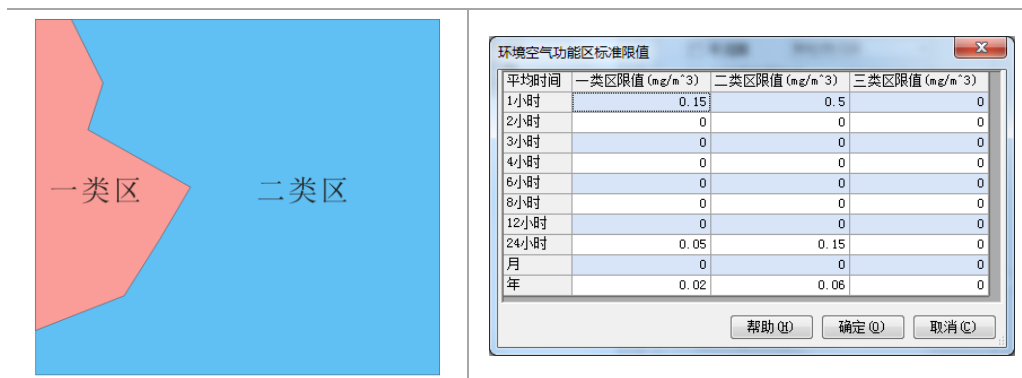 一类区
二类区
环境空气功能区标准限值
平均时间 一类区限值(mg/m^3) 二类区限值(mg/m^3) 三类区限值(mg/m^3)
1小时 0.15 0.5 0
2小时 0 0 0
3小时 0 0 0
4小时 0 0 0
6小时 0 0 0
8小时 0 0 0
12小时 0 0 0
24小时 0.05 0.15 0
月 0 0 0
年 0.02 0.06 0
帮助(H) 确定(O) 取消(C)